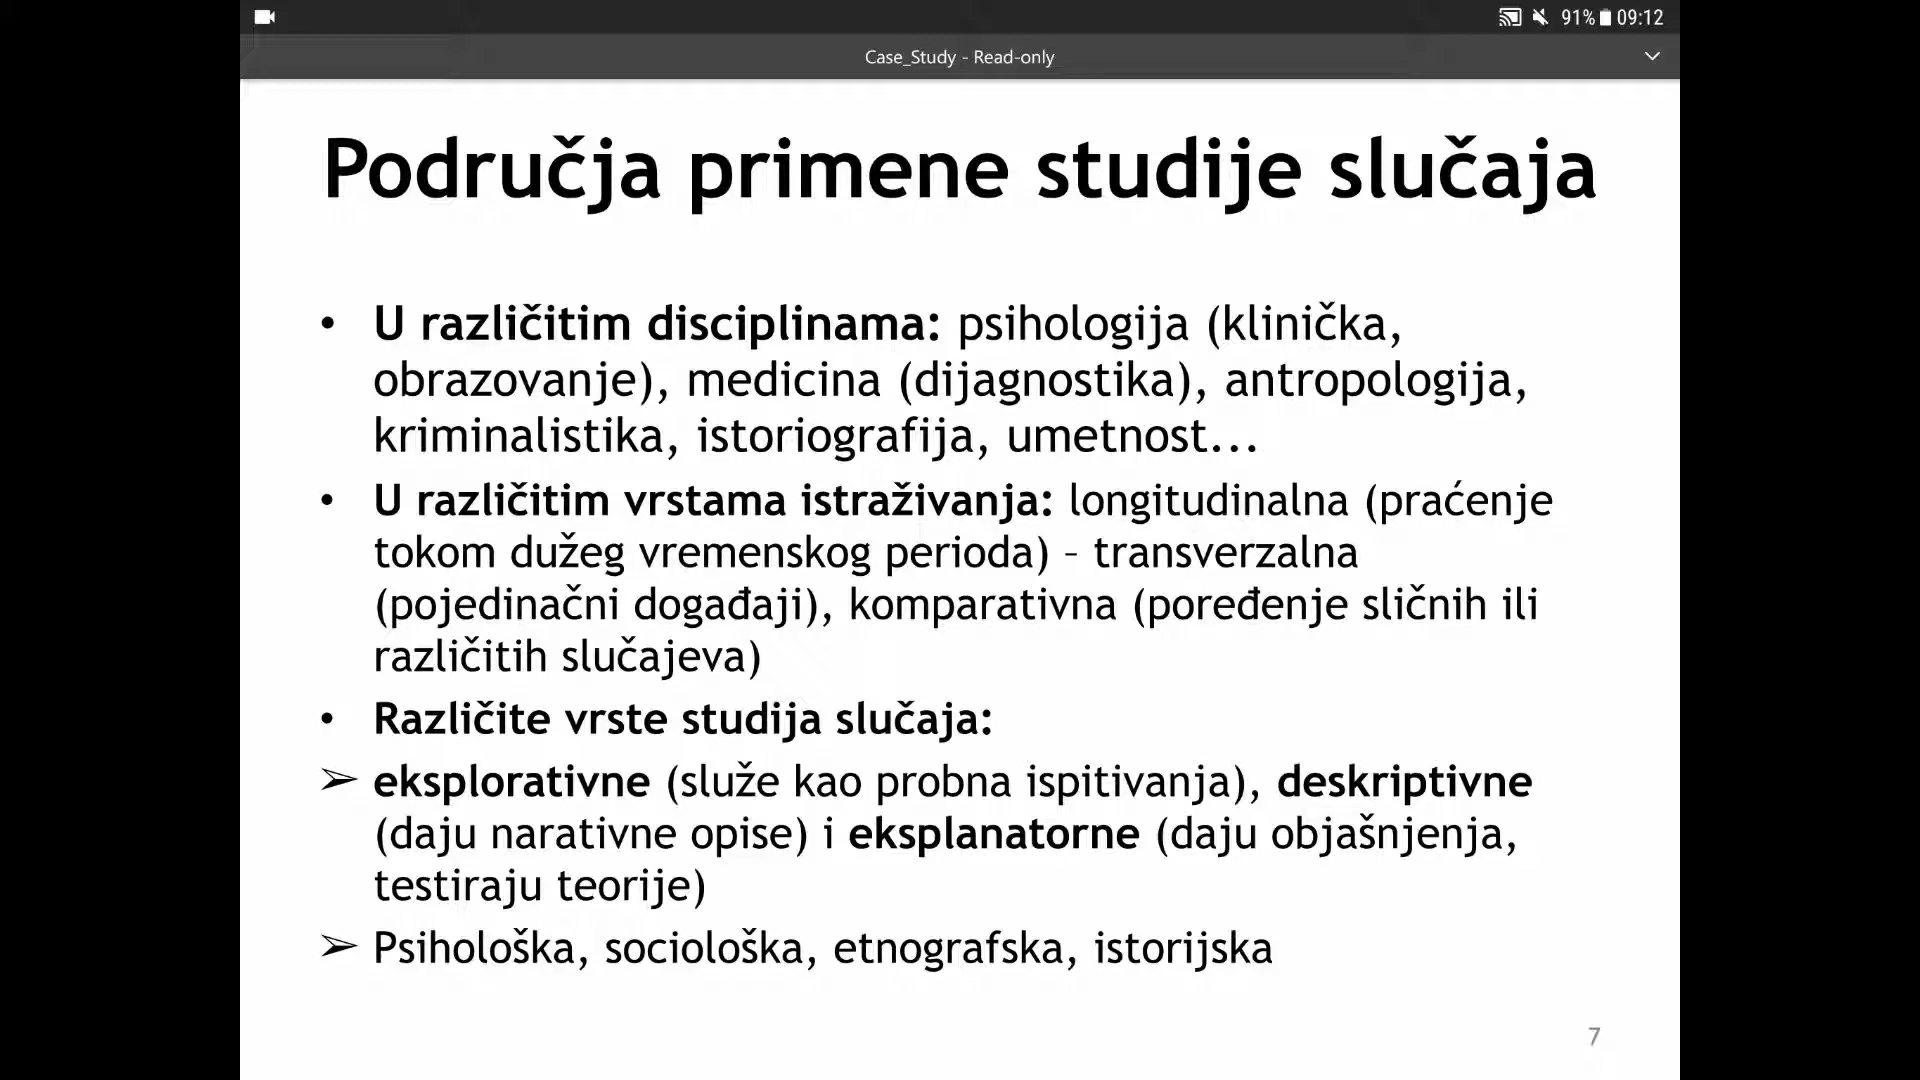 91% 09:12
Case_Study - Read-only
Područja primene studije slučaja
• U različitim disciplinama: psihologija (klinička,
obrazovanje), medicina (dijagnostika), antropologija,
kriminalistika, istoriografija, umetnost...
• U različitim vrstama istraživanja: longitudinalna (praćenje
tokom dužeg vremenskog perioda) – transverzalna
(pojedinačni događaji), komparativna (poređenje sličnih ili
različitih slučajeva)
• Različite vrste studija slučaja:
➢ eksplorativne (služe kao probna ispitivanja), deskriptivne
(daju narativne opise) i eksplanatorne (daju objašnjenja,
testiraju teorije)
➢ Psihološka, sociološka, etnografska, istorijska
7